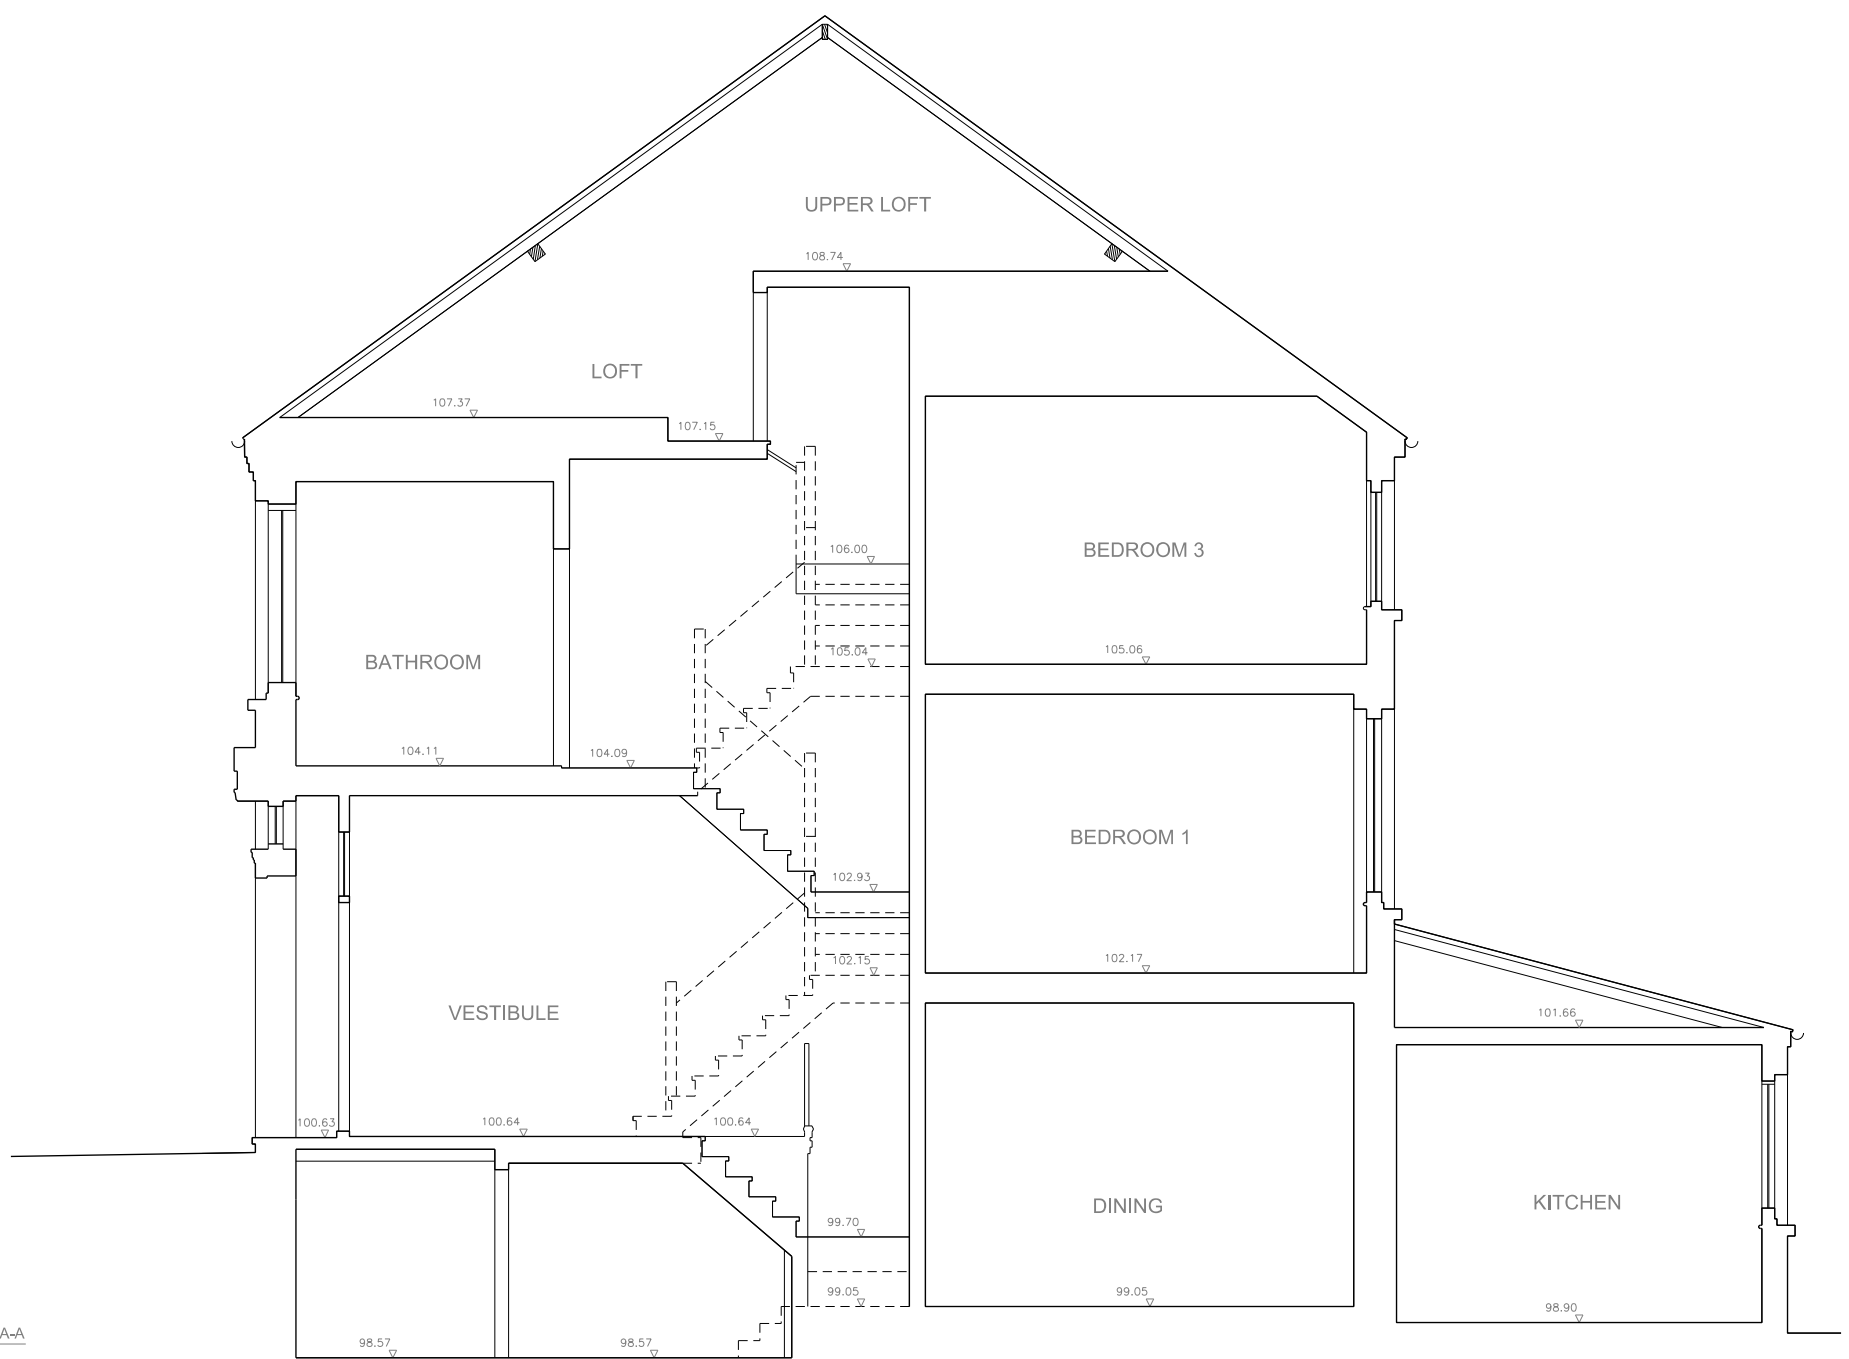 UPPER LOFT
108.74
LOFT
107.37
107.15
106.00
BEDROOM 3
BATHROOM
105.04
105.06
104.11
104.09
BEDROOM 1
102.93
102.15
102.17
VESTIBULE
101.66
100.63
100.64
100.64
DINING
KITCHEN
99.70
99.05
99.05
98.90
A-A
98.57
98.57